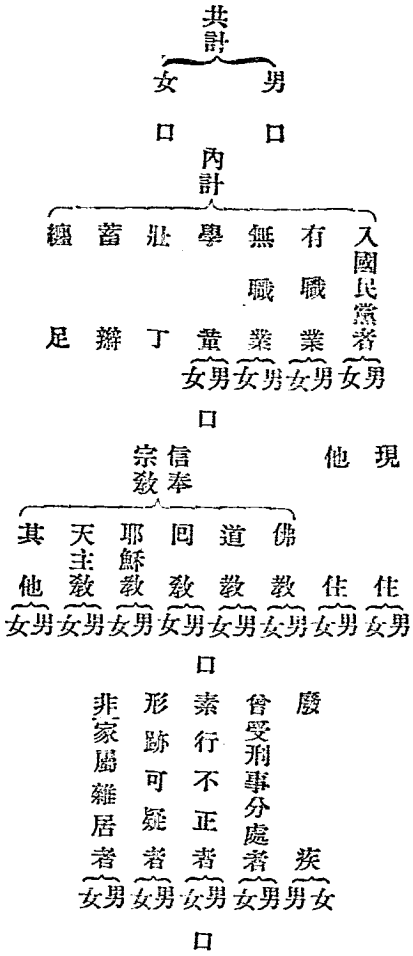 共計
男 女
口 口
內計
入國民黨者 有職業 無職業 學童 壯丁 蓄辮 纏足
男女 男女 男女 男女
口
現住 他住 信奉宗教
佛教 道教 回教 耶穌教 天主教 其他
男女 男女 男女 男女 男女 男女 男女 男女
口
廢疾 曾受刑事分處者 素行不正者 形跡可疑者 非家屬雜居者
女男 男女 男女 男女 男女
口